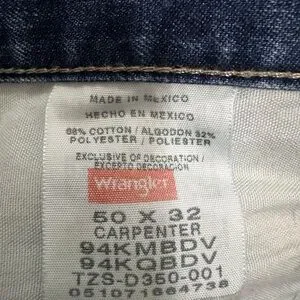 MADE IN MEXICO
HECHO EN MEXICO
68% COTTON / ALGODON 32%
POLYESTER / POLIESTER
EXCLUSIVE OF DECORATION /
EXCEPTO DECORACION
Wrangler
50 X 32
CARPENTER
94KMBDV
94KQBDV
TZS-D350-001
051071664738